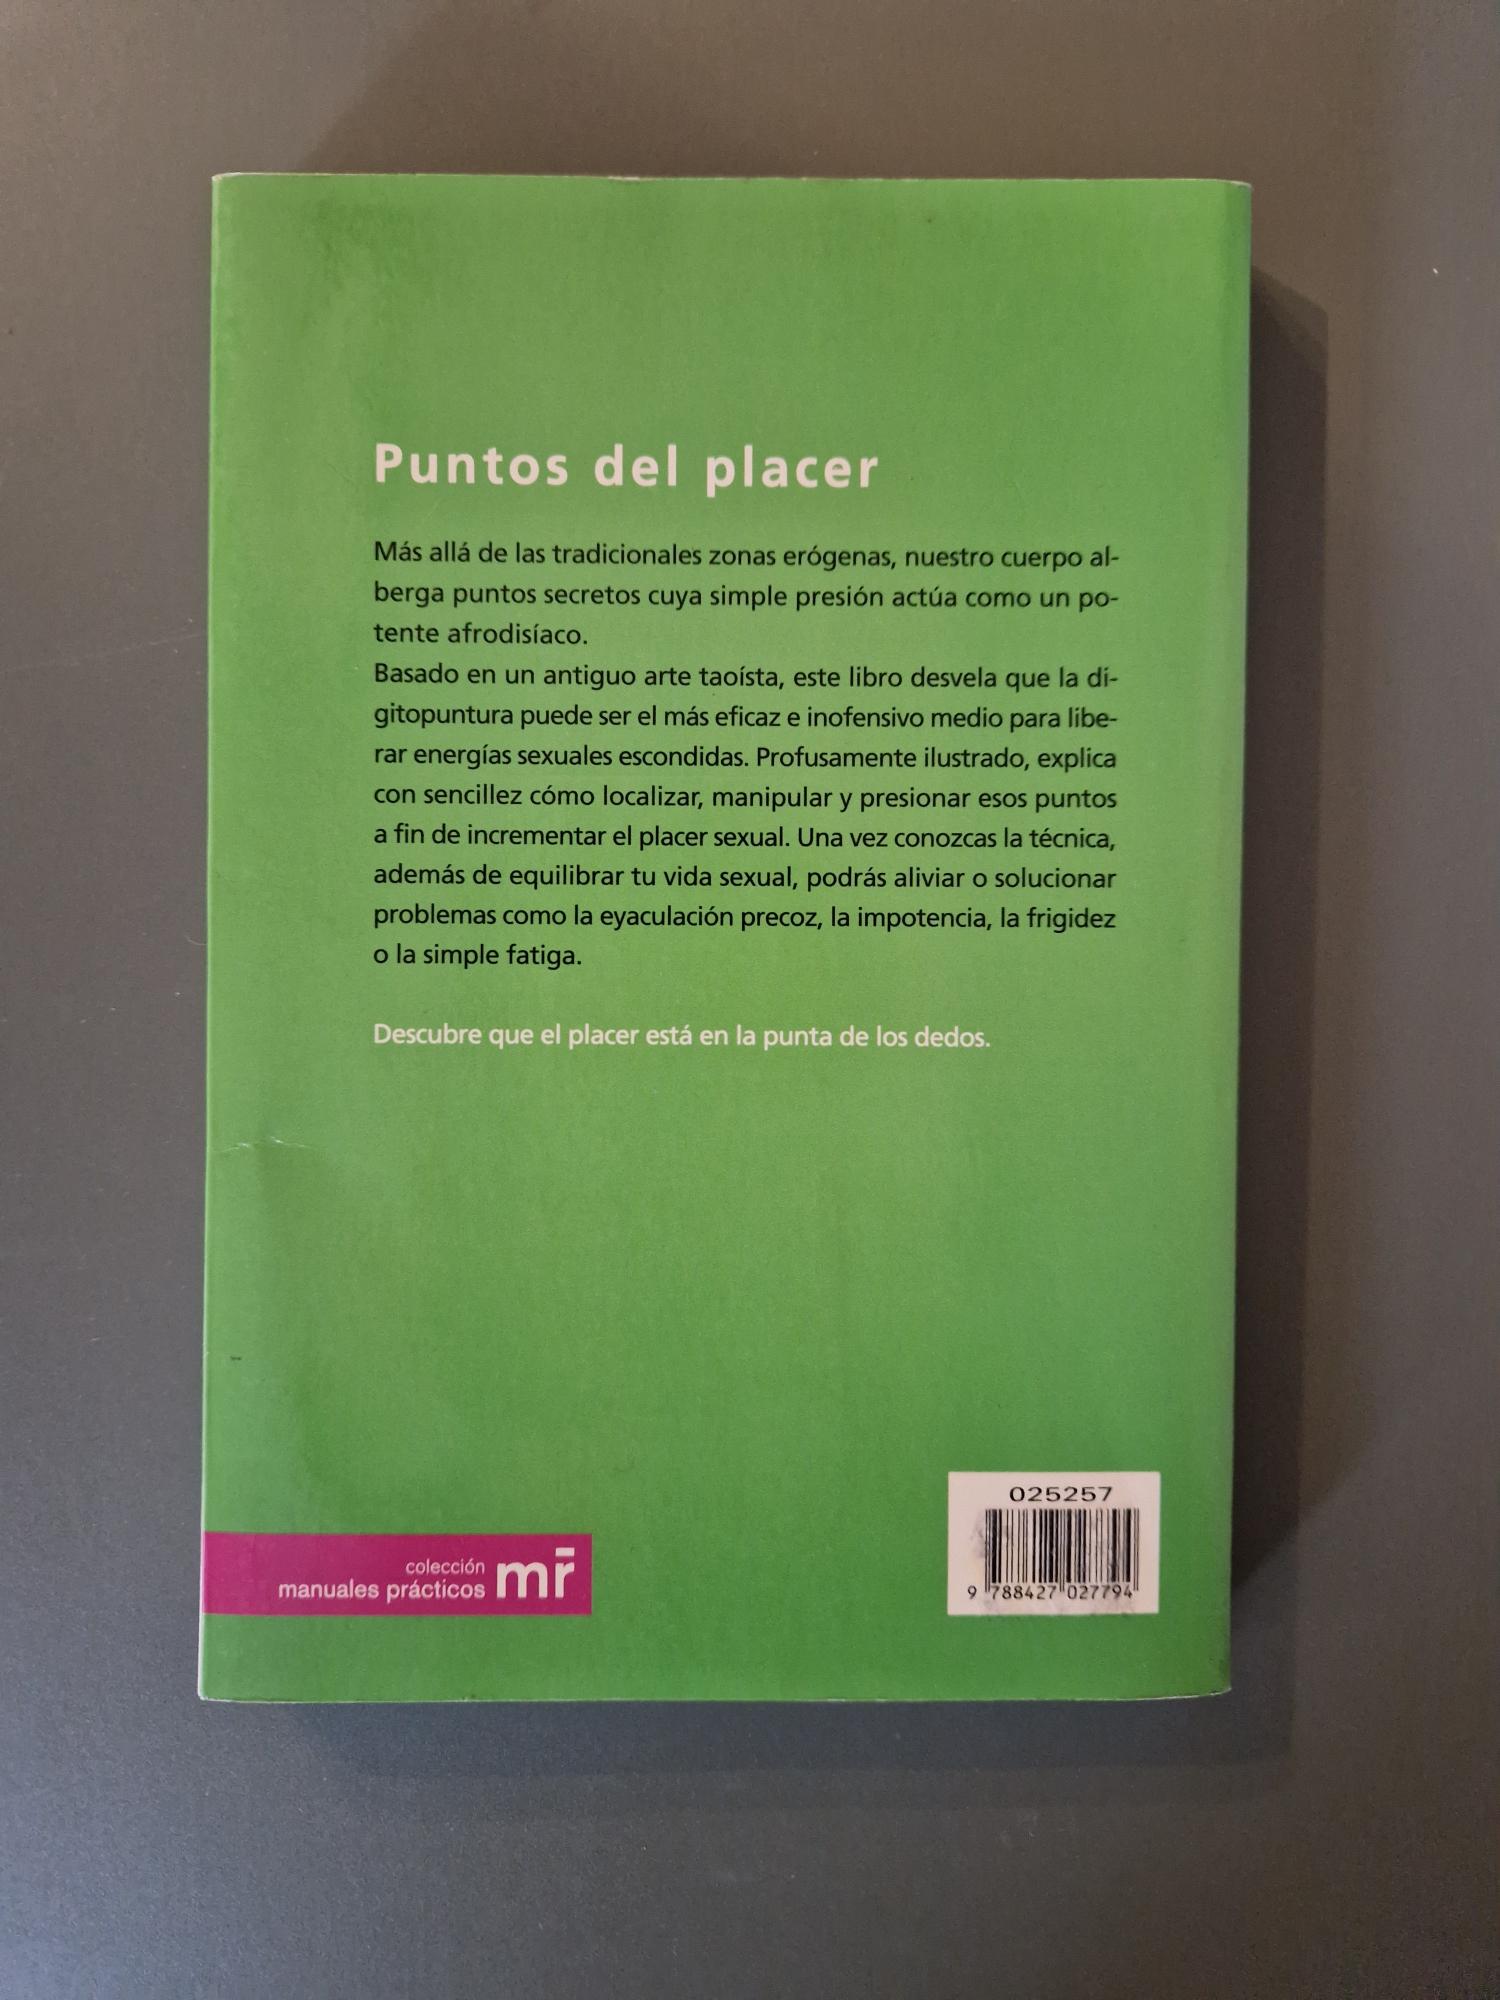 Puntos del placer
Más allá de las tradicionales zonas erógenas, nuestro cuerpo al-
berga puntos secretos cuya simple presión actúa como un po-
tente afrodisíaco.
Basado en un antiguo arte taoísta, este libro desvela que la di-
gitopuntura puede ser el más eficaz e inofensivo medio para libe-
rar energías sexuales escondidas. Profusamente ilustrado, explica
con sencillez cómo localizar, manipular y presionar esos puntos
a fin de incrementar el placer sexual. Una vez conozcas la técnica,
además de equilibrar tu vida sexual, podrás aliviar o solucionar
problemas como la eyaculación precoz, la impotencia, la frigidez
o la simple fatiga.
Descubre que el placer está en la punta de los dedos.
colección
manuales prácticos
mr̄
025257
9 788427 027794